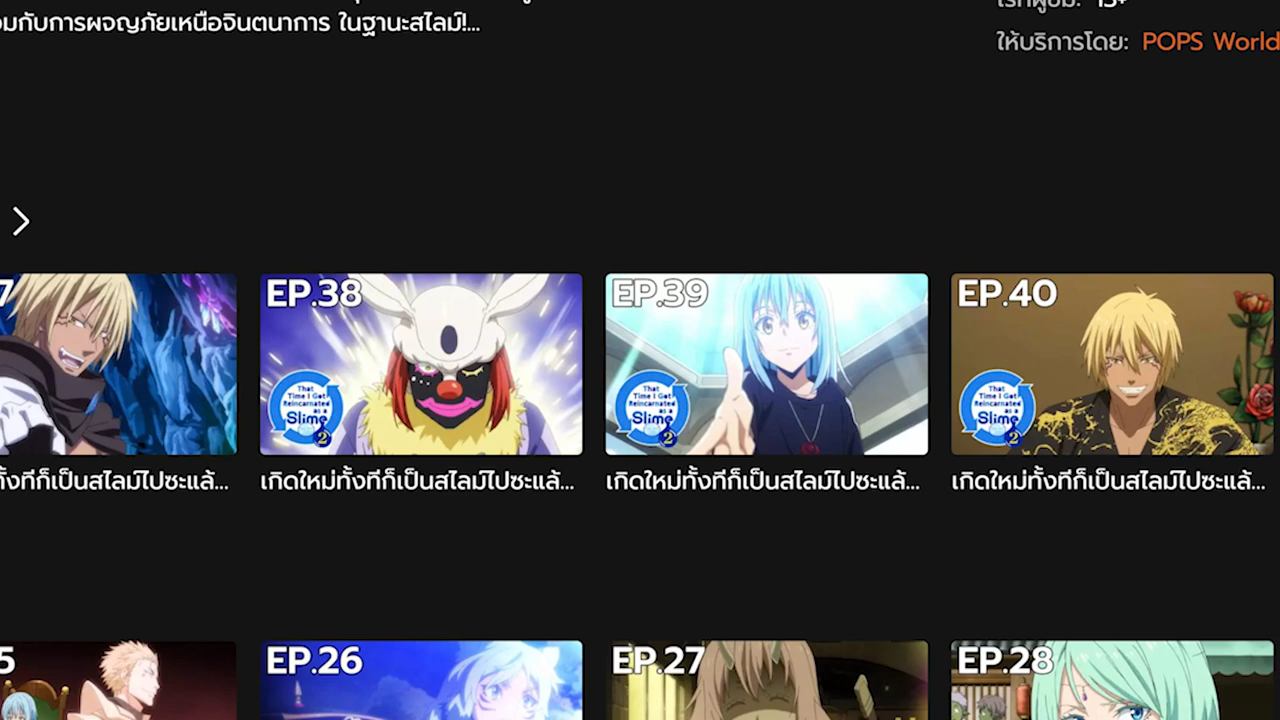 วมกับการผจญภัยเหนือจินตนาการ ในฐานะสไลม์!...
ให้บริการโดย: POPS World
7
EP.38
EP.39
EP.40
That
Time I Got
Reincarnated
as a
Slime
2
That
Time I Got
Reincarnated
as a
Slime
2
That
Time I Got
Reincarnated
as a
Slime
2
ทั้งทีก็เป็นสไลม์ไปซะแล้...
เกิดใหม่ทั้งทีก็เป็นสไลม์ไปซะแล้...
เกิดใหม่ทั้งทีก็เป็นสไลม์ไปซะแล้...
เกิดใหม่ทั้งทีก็เป็นสไลม์ไปซะแล้...
5
EP.26
EP.27
EP.28